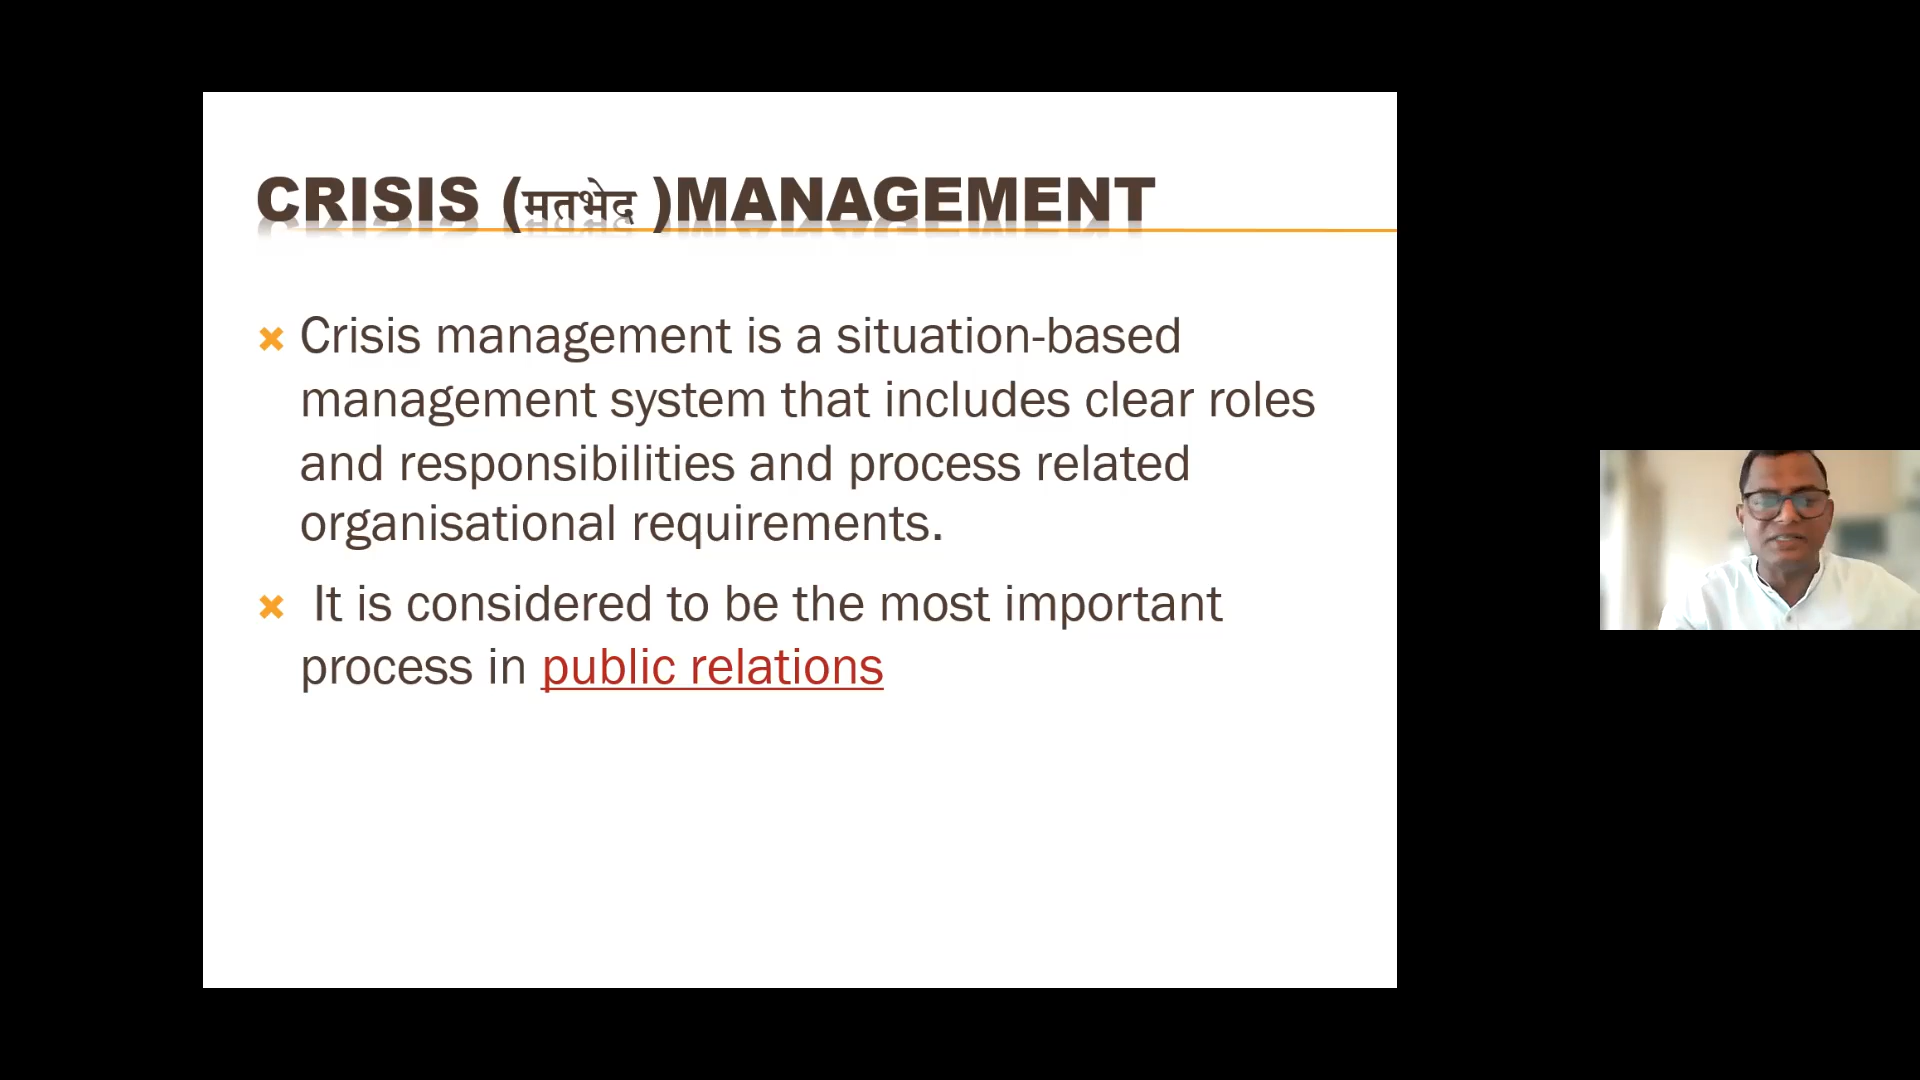 CRISIS (मतभेद )MANAGEMENT
Crisis management is a situation-based
management system that includes clear roles
and responsibilities and process related
organisational requirements.
It is considered to be the most important
process in public relations